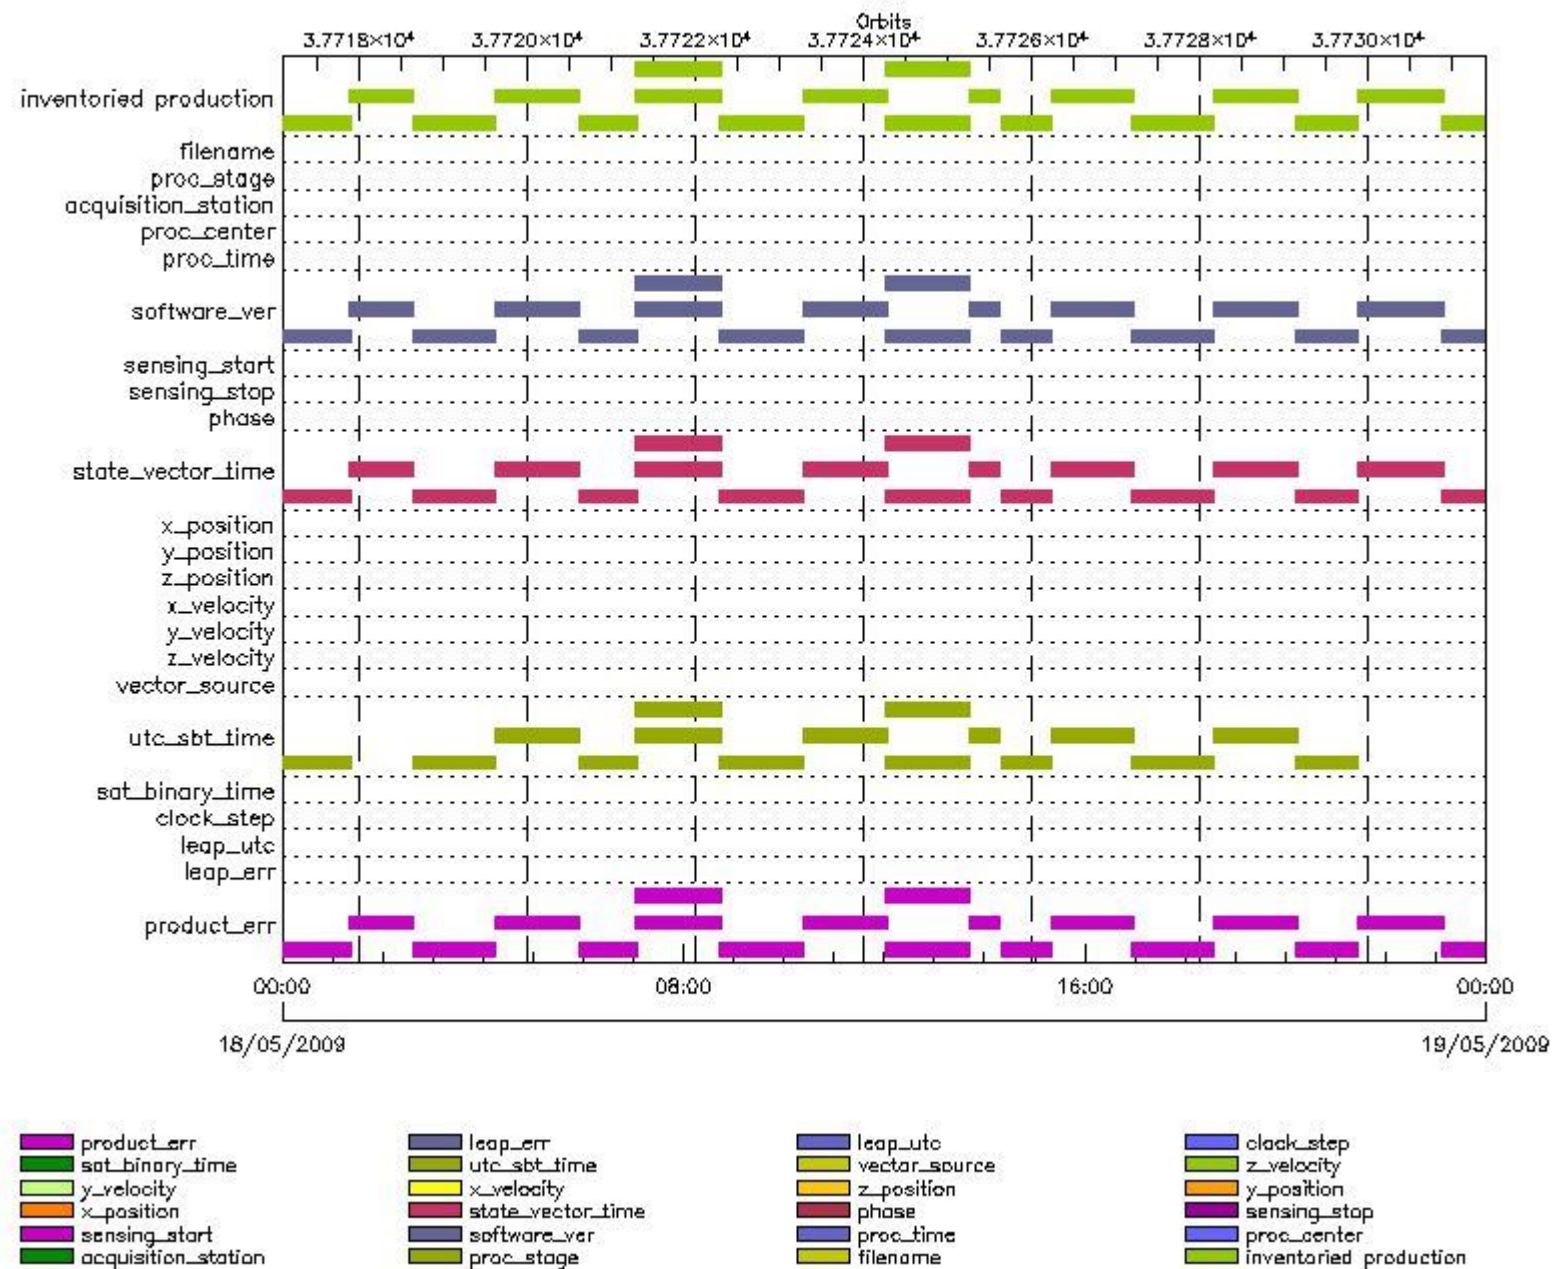 Orbits
3.7718×10⁴ 3.7720×10⁴ 3.7722×10⁴ 3.7724×10⁴ 3.7726×10⁴ 3.7728×10⁴ 3.7730×10⁴
inventoried production
filename
proc_stage
acquisition_station
proc_center
proc_time
software_ver
sensing_start
sensing_stop
phase
state_vector_time
x_position
y_position
z_position
x_velocity
y_velocity
z_velocity
vector_source
utc_sbt_time
sat_binary_time
clock_step
leap_utc
leap_err
product_err
00:00 08:00 16:00 00:00
18/05/2009 19/05/2009
product_err leap_err leap_utc clock_step
sat_binary_time utc_sbt_time vector_source z_velocity
y_velocity x_velocity z_position y_position
x_position state_vector_time phase sensing_stop
sensing_start software_ver proc_time proc_center
acquisition_station proc_stage filename inventoried production